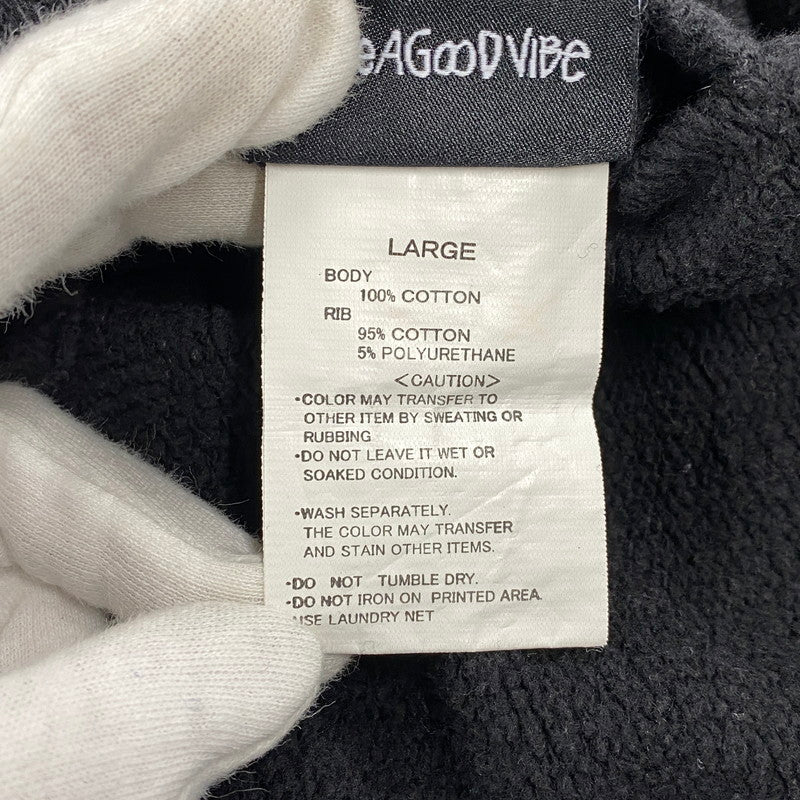 eAGooDVIBe
LARGE
BODY
100% COTTON
RIB
95% COTTON
5% POLYURETHANE
<CAUTION>
•COLOR MAY TRANSFER TO
OTHER ITEM BY SWEATING OR
RUBBING
•DO NOT LEAVE IT WET OR
SOAKED CONDITION.
•WASH SEPARATELY.
THE COLOR MAY TRANSFER
AND STAIN OTHER ITEMS.
•DO NOT TUMBLE DRY.
•DO NOT IRON ON PRINTED AREA.
USE LAUNDRY NET